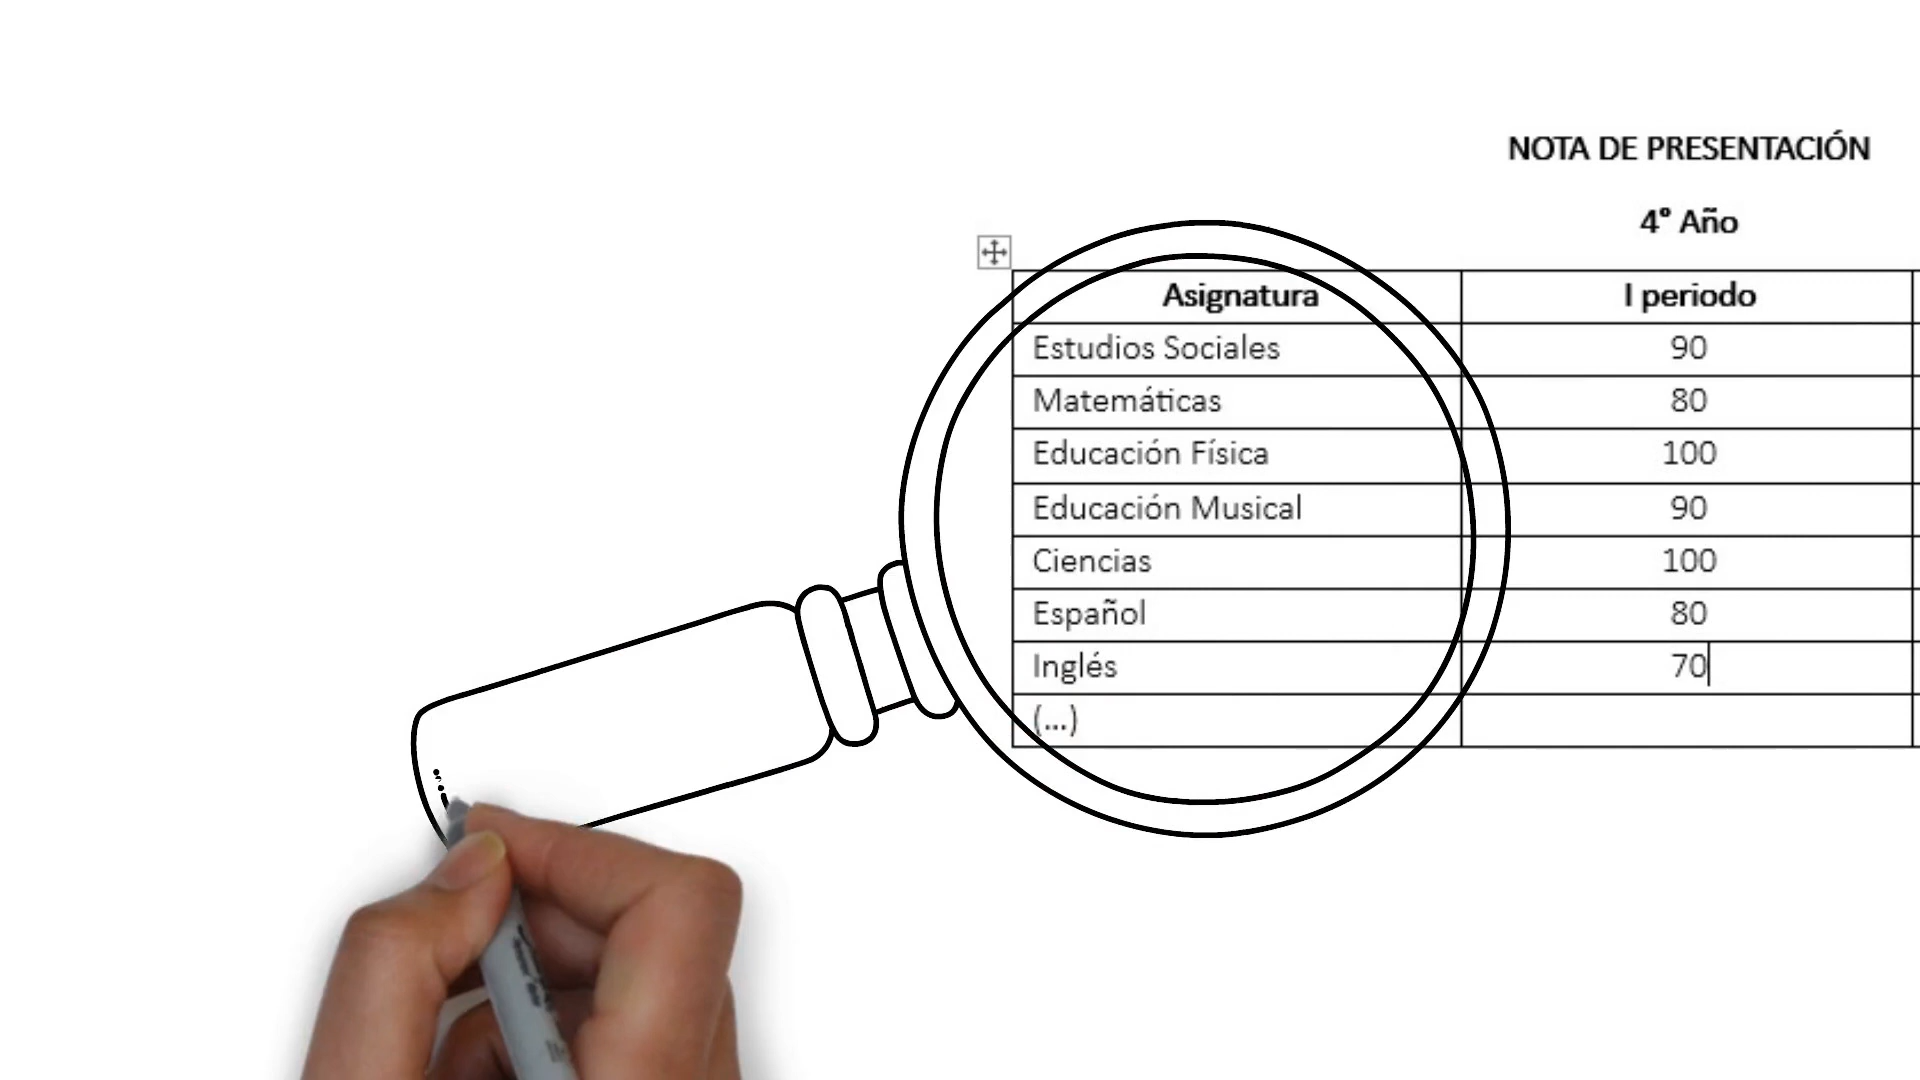 NOTA DE PRESENTACIÓN
4° Año
Asignatura I periodo
Estudios Sociales 90
Matemáticas 80
Educación Física 100
Educación Musical 90
Ciencias 100
Español 80
Inglés 70
(...)